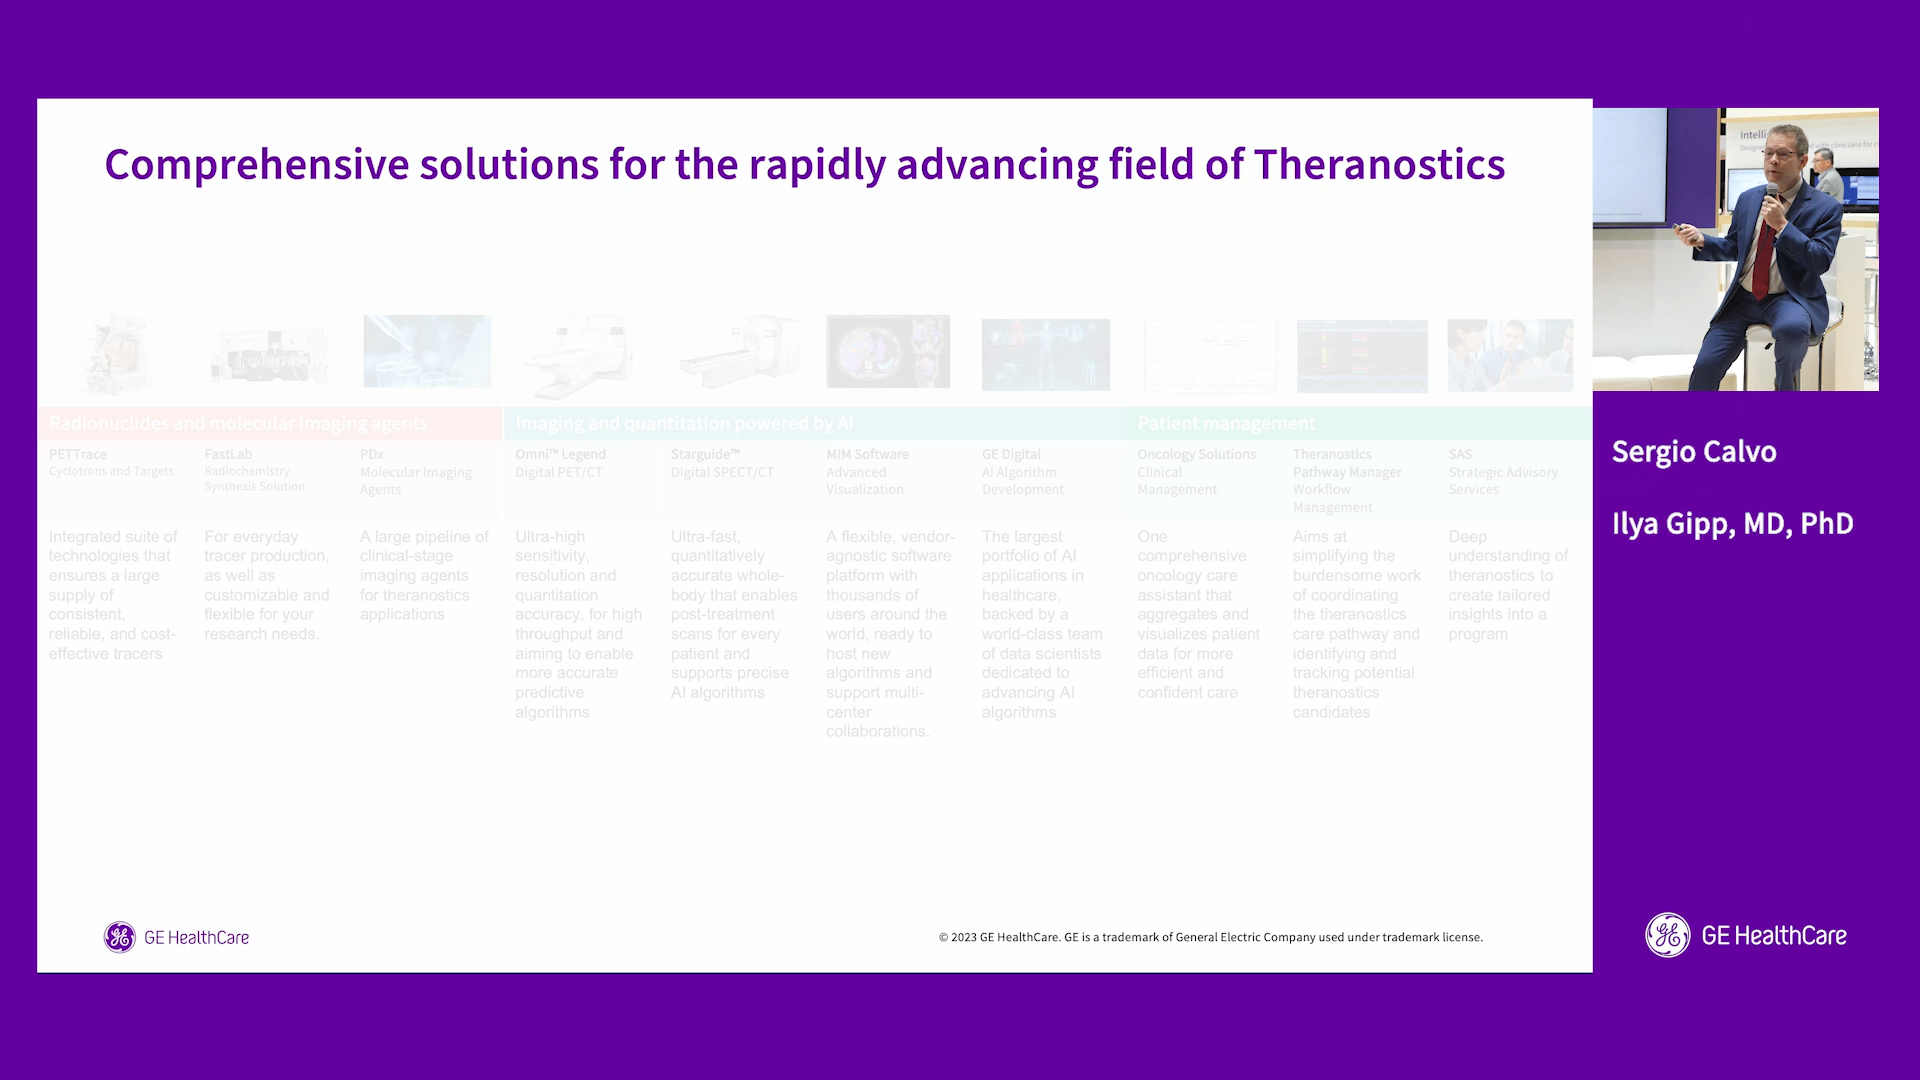 Comprehensive solutions for the rapidly advancing field of Theranostics
Radionuclides and molecular imaging agents
Imaging and quantitation powered by AI
Patient management
PETTrace
Cyclotrons and Targets
Integrated suite of
technologies that
ensures a large
supply of
consistent,
reliable, and cost-
effective tracers
FastLab
Radiochemistry
Synthesis Solution
For everyday
tracer production,
as well as
customizable and
flexible for your
research needs.
PDx
Molecular Imaging
Agents
A large pipeline of
clinical-stage
imaging agents
for theranostics
applications
Omni™ Legend
Digital PET/CT
Ultra-high
sensitivity,
resolution and
quantitation
accuracy, for high
throughput and
aiming to enable
more accurate
predictive
algorithms
Starguide™
Digital SPECT/CT
Ultra-fast,
quantitatively
accurate whole-
body that enables
post-treatment
scans for every
patient and
supports precise
AI algorithms
MIM Software
Advanced
Visualization
A flexible, vendor-
agnostic software
platform with
thousands of
users around the
world, ready to
host new
algorithms and
support multi-
center
collaborations.
GE Digital
AI Algorithm
Development
The largest
portfolio of AI
applications in
healthcare,
backed by a
world-class team
of data scientists
dedicated to
advancing AI
algorithms
Oncology Solutions
Clinical
Management
One
comprehensive
oncology care
assistant that
aggregates and
visualizes patient
data for more
efficient and
confident care
Theranostics
Pathway Manager
Workflow
Management
Aims at
simplifying the
burdensome work
of coordinating
the theranostics
care pathway and
identifying and
tracking potential
theranostics
candidates
SAS
Strategic Advisory
Services
Deep
understanding of
theranostics to
create tailored
insights into a
program
GE HealthCare
© 2023 GE HealthCare. GE is a trademark of General Electric Company used under trademark license.
Intelli
with clinicians for
Sergio Calvo
Ilya Gipp, MD, PhD
GE HealthCare